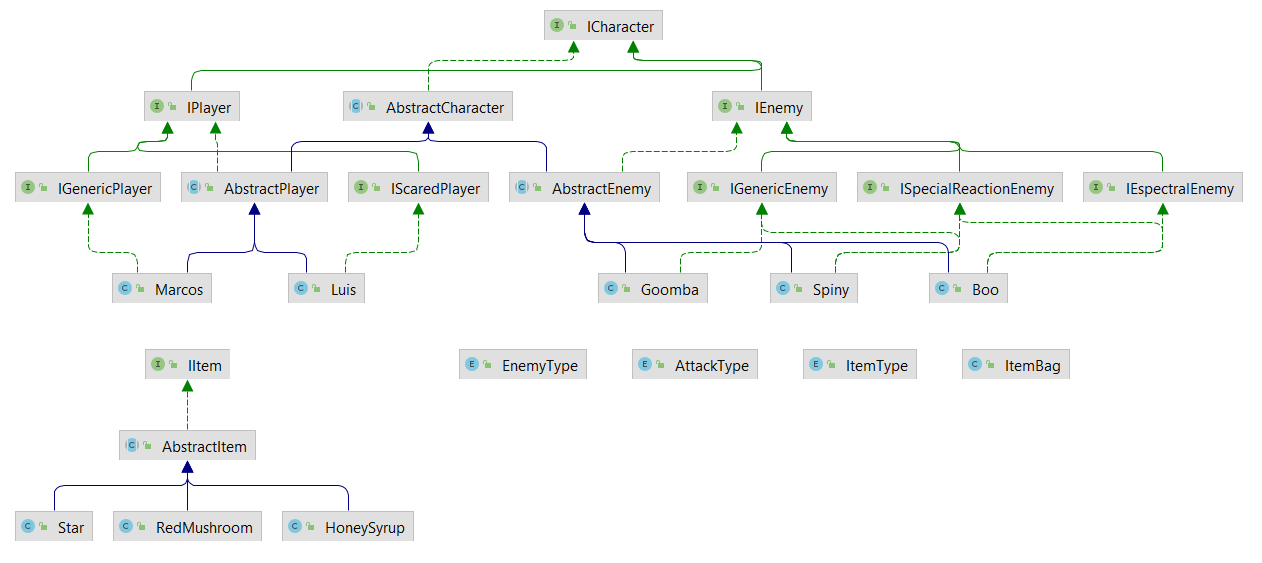 ICharacter
IPlayer
AbstractCharacter
IEnemy
IGenericPlayer
AbstractPlayer
IScaredPlayer
AbstractEnemy
IGenericEnemy
ISpecialReactionEnemy
IEspectralEnemy
Marcos
Luis
Goomba
Spiny
Boo
IItem
EnemyType
AttackType
ItemType
ItemBag
AbstractItem
Star
RedMushroom
HoneySyrup